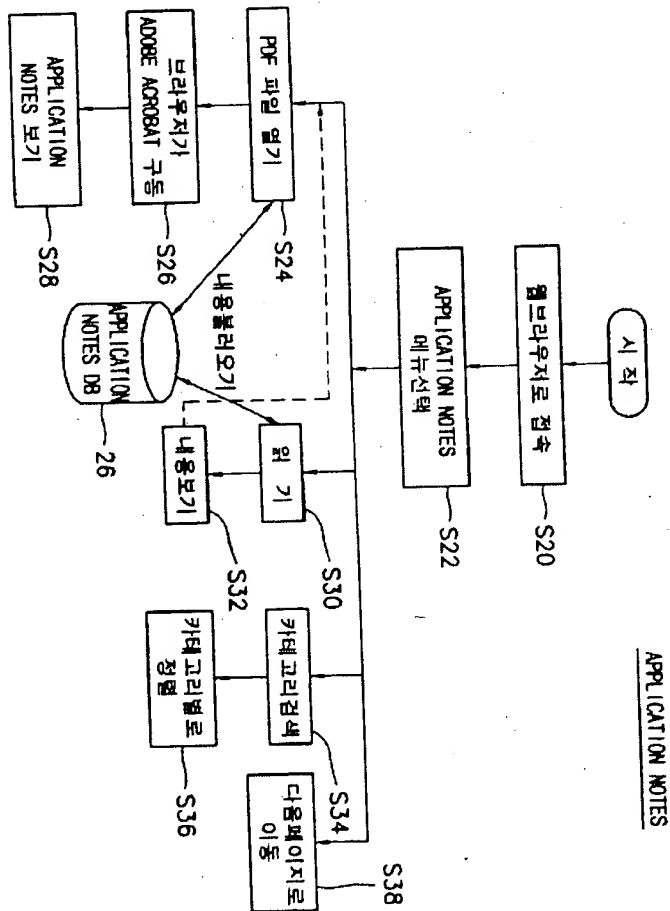 APPLICATION NOTES
시 작
웹브라우저로 접속
S20
APPLICATION NOTES
메뉴선택
S22
PDF 파일 열기
S24
브라우저가
ADOBE ACROBAT 구동
S26
APPLICATION
NOTES 보기
S28
내용불러오기
APPLICATION
NOTES DB
26
읽 기
S30
내용보기
S32
카테고리검색
S34
카테고리별로
정렬
S36
다음페이지로
이동
S38